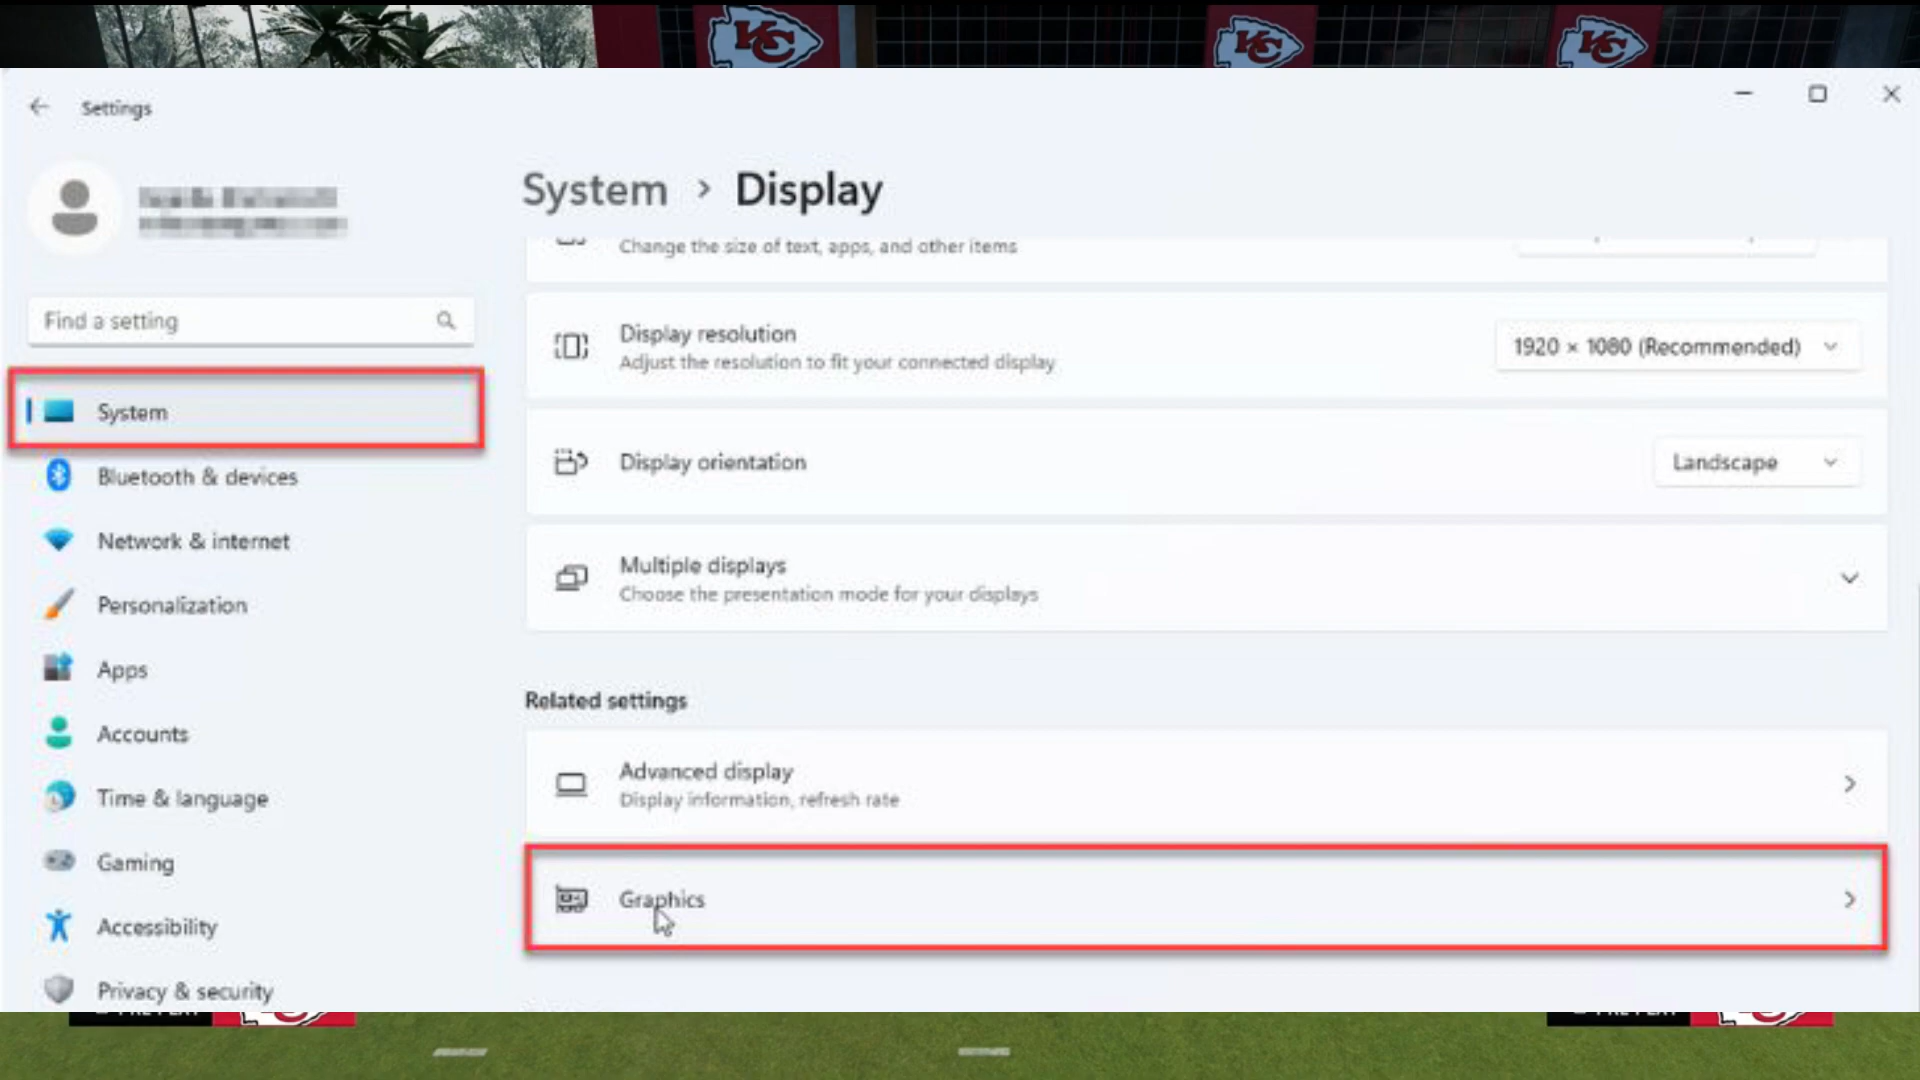 KC
KC
KC
Settings
System > Display
Change the size of text, apps, and other items
Find a setting
Display resolution
Adjust the resolution to fit your connected display
1920 × 1080 (Recommended)
System
Display orientation
Landscape
Bluetooth & devices
Network & internet
Multiple displays
Choose the presentation mode for your displays
Personalization
Apps
Related settings
Accounts
Advanced display
Display information, refresh rate
Time & language
Gaming
Graphics
Accessibility
Privacy & security